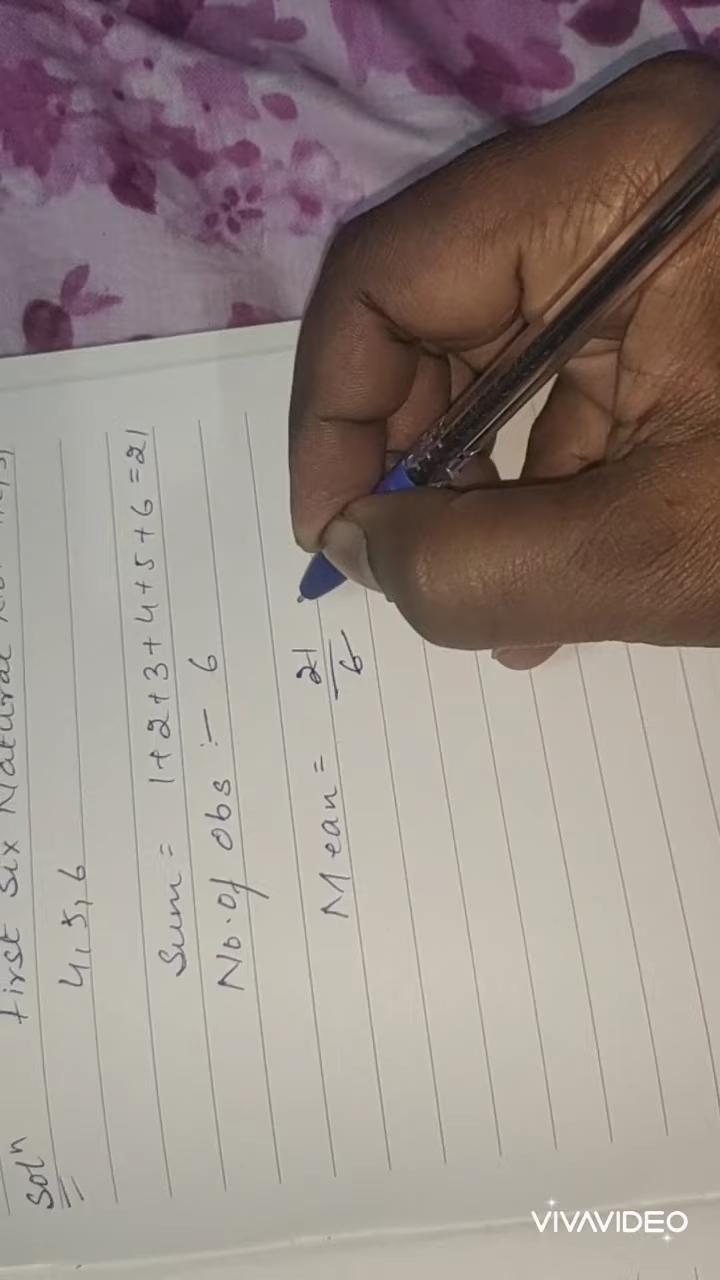 Solⁿ First Six Natural
4,5,6
Sum = 1+2+3+4+5+6 =21
No.of obs :- 6
Mean = 21/6
VIVAVIDEO